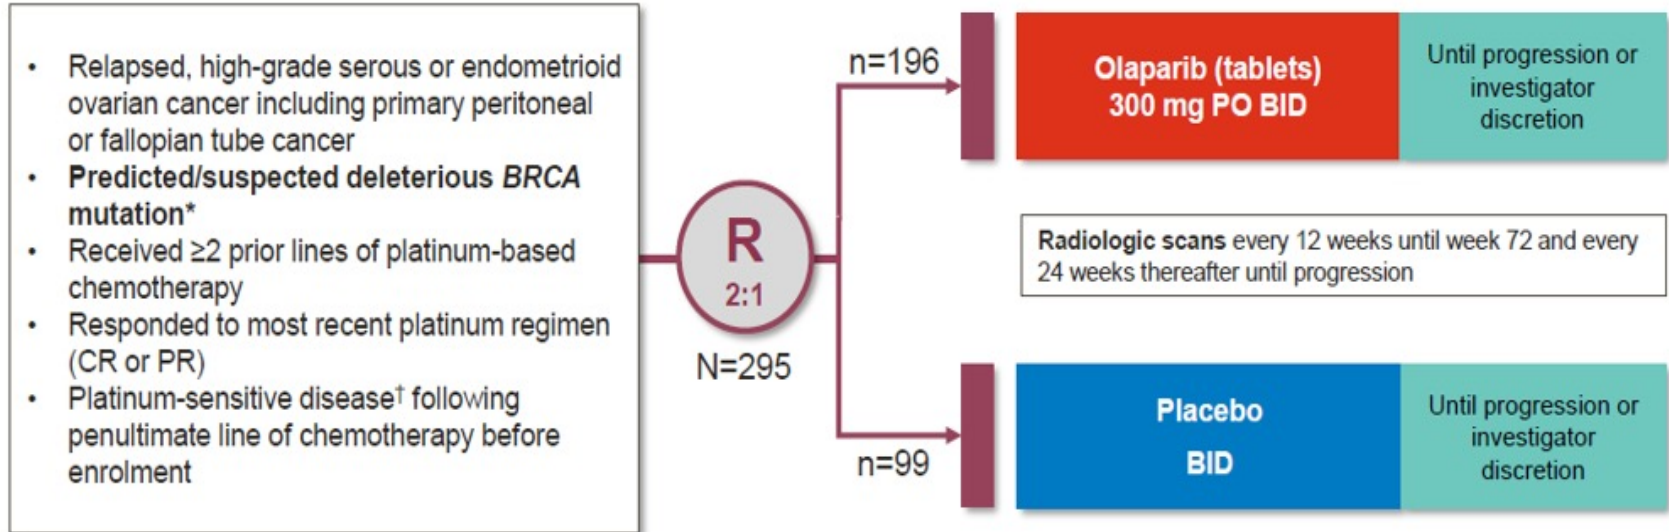 • Relapsed, high-grade serous or endometrioid
ovarian cancer including primary peritoneal
or fallopian tube cancer
• Predicted/suspected deleterious BRCA
mutation*
• Received ≥2 prior lines of platinum-based
chemotherapy
• Responded to most recent platinum regimen
(CR or PR)
• Platinum-sensitive disease† following
penultimate line of chemotherapy before
enrolment
R
2:1
N=295
n=196
Olaparib (tablets)
300 mg PO BID
Until progression or
investigator
discretion
Radiologic scans every 12 weeks until week 72 and every
24 weeks thereafter until progression
n=99
Placebo
BID
Until progression or
investigator
discretion